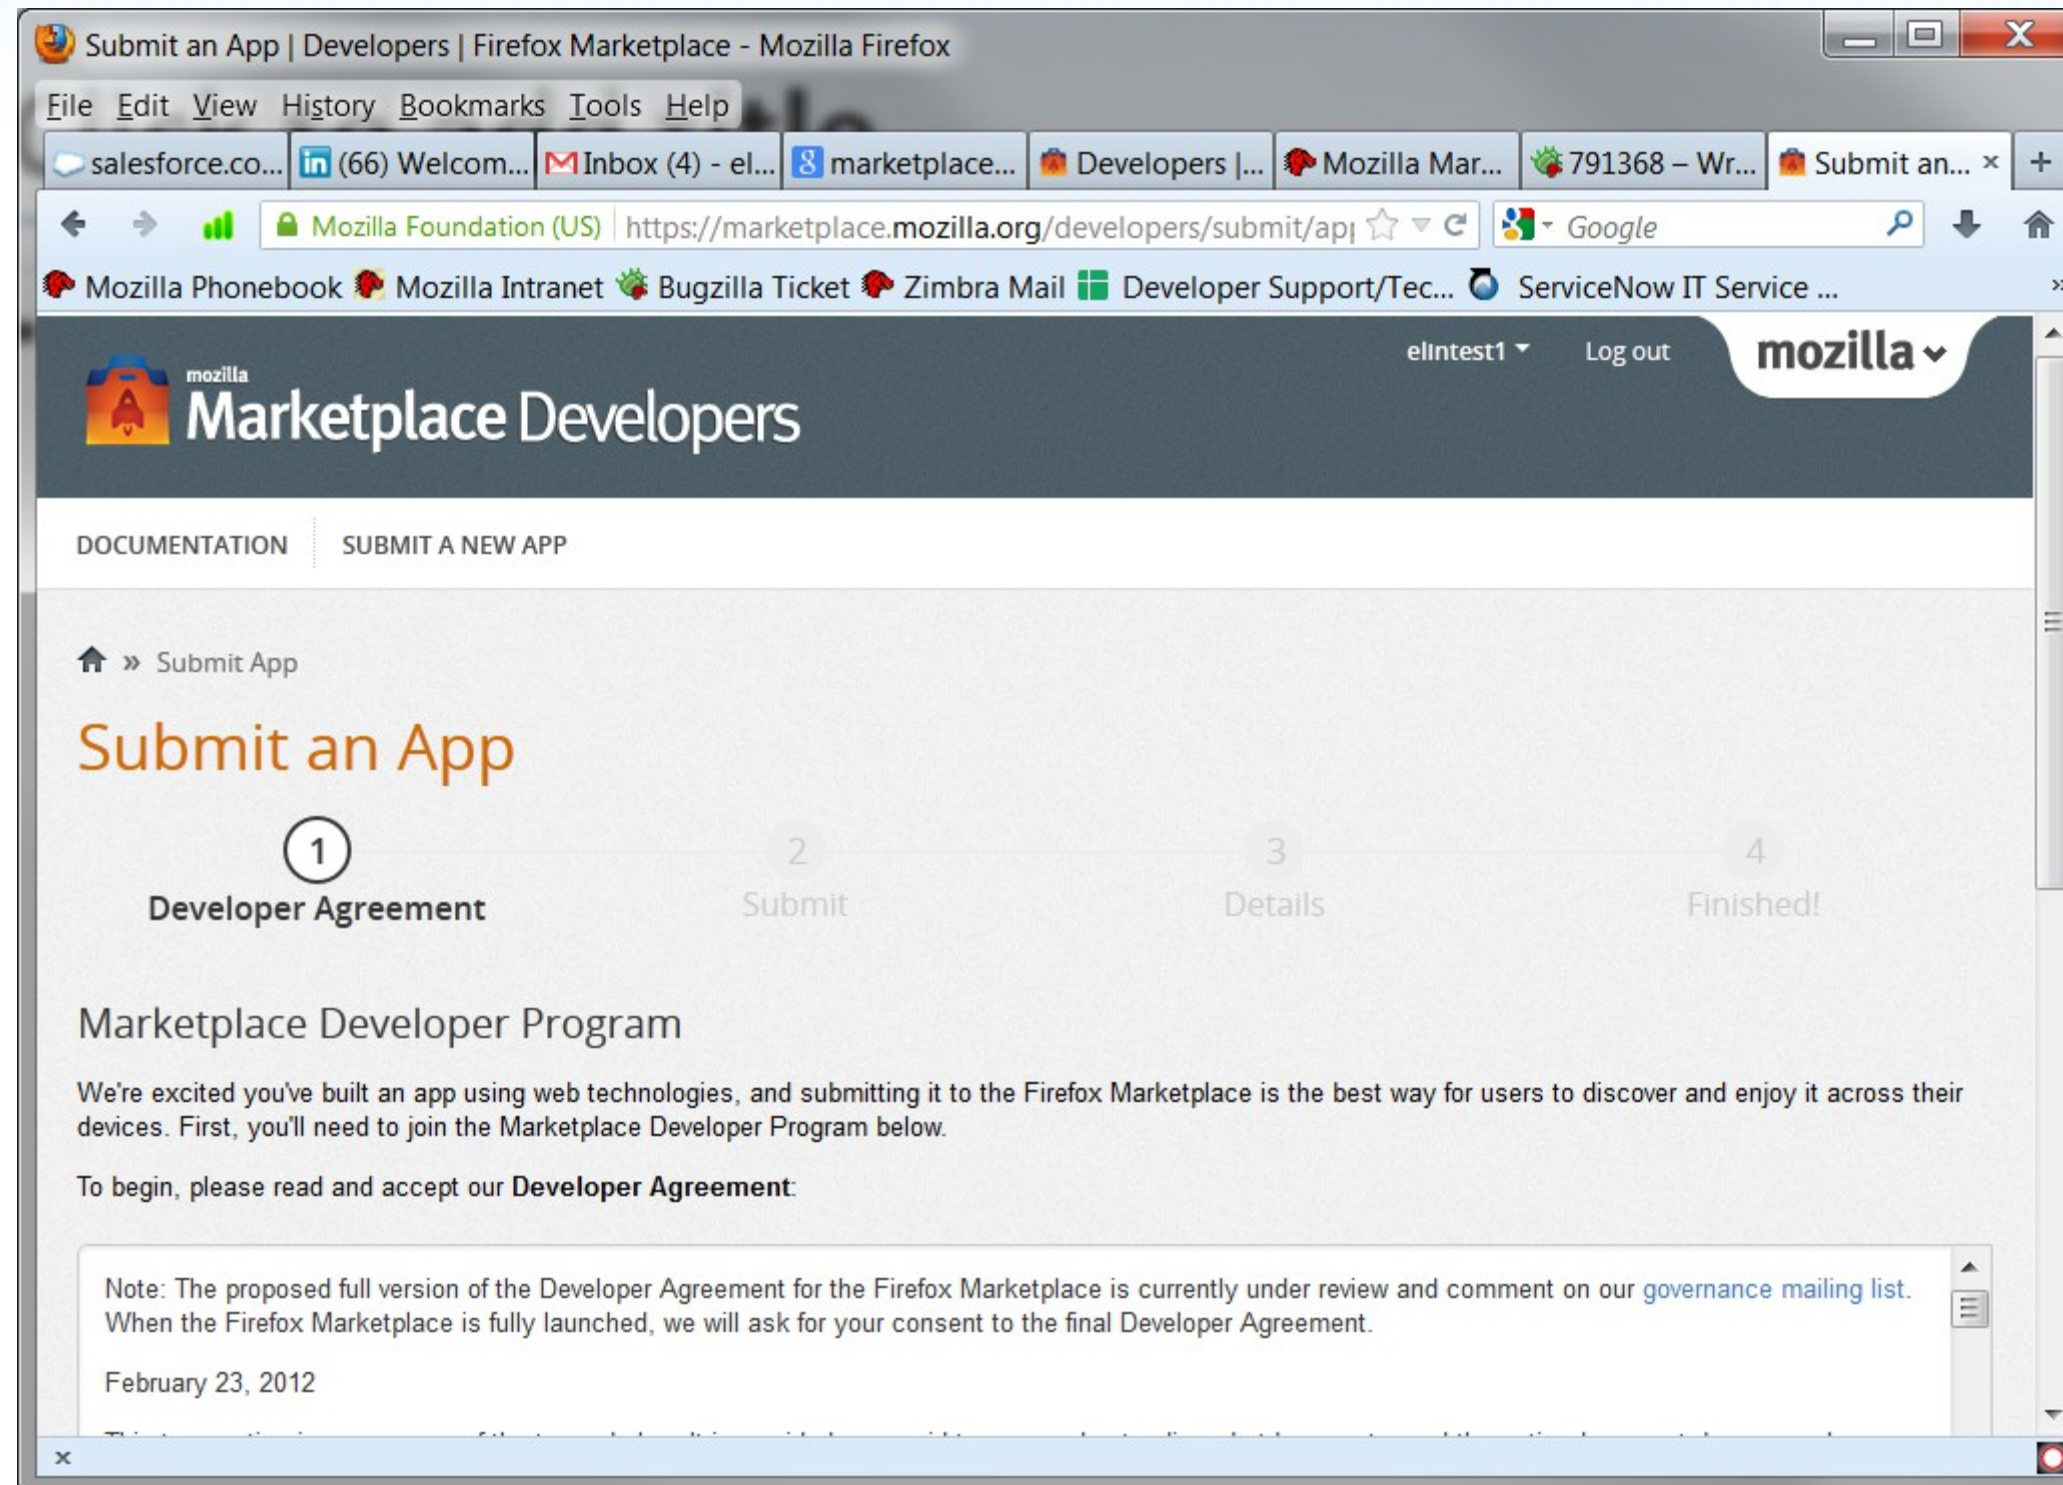 Submit an App | Developers | Firefox Marketplace - Mozilla Firefox
File Edit View History Bookmarks Tools Help
salesforce.co... (66) Welcom... Inbox (4) - el... marketplace... Developers |... Mozilla Mar... 791368 – Wr... Submit an... × +
Mozilla Foundation (US) https://marketplace.mozilla.org/developers/submit/ap Google
Mozilla Phonebook Mozilla Intranet Bugzilla Ticket Zimbra Mail Developer Support/Tec... ServiceNow IT Service ... »
elintest1 Log out mozilla
mozilla
Marketplace Developers
DOCUMENTATION SUBMIT A NEW APP
» Submit App
Submit an App
1 2 3 4
Developer Agreement Submit Details Finished!
Marketplace Developer Program
We're excited you've built an app using web technologies, and submitting it to the Firefox Marketplace is the best way for users to discover and enjoy it across their
devices. First, you'll need to join the Marketplace Developer Program below.
To begin, please read and accept our Developer Agreement:
Note: The proposed full version of the Developer Agreement for the Firefox Marketplace is currently under review and comment on our governance mailing list.
When the Firefox Marketplace is fully launched, we will ask for your consent to the final Developer Agreement.
February 23, 2012